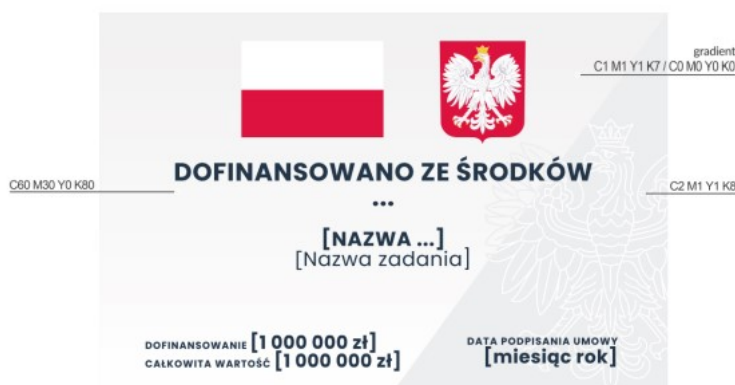 gradient
C1 M1 Y1 K7 / C0 M0 Y0 K0
DOFINANSOWANO ZE ŚRODKÓW
C60 M30 Y0 K80
C2 M1 Y1 K8
...
[NAZWA ...]
[Nazwa zadania]
DOFINANSOWANIE [1 000 000 zł]
CAŁKOWITA WARTOŚĆ [1 000 000 zł]
DATA PODPISANIA UMOWY
[miesiąc rok]